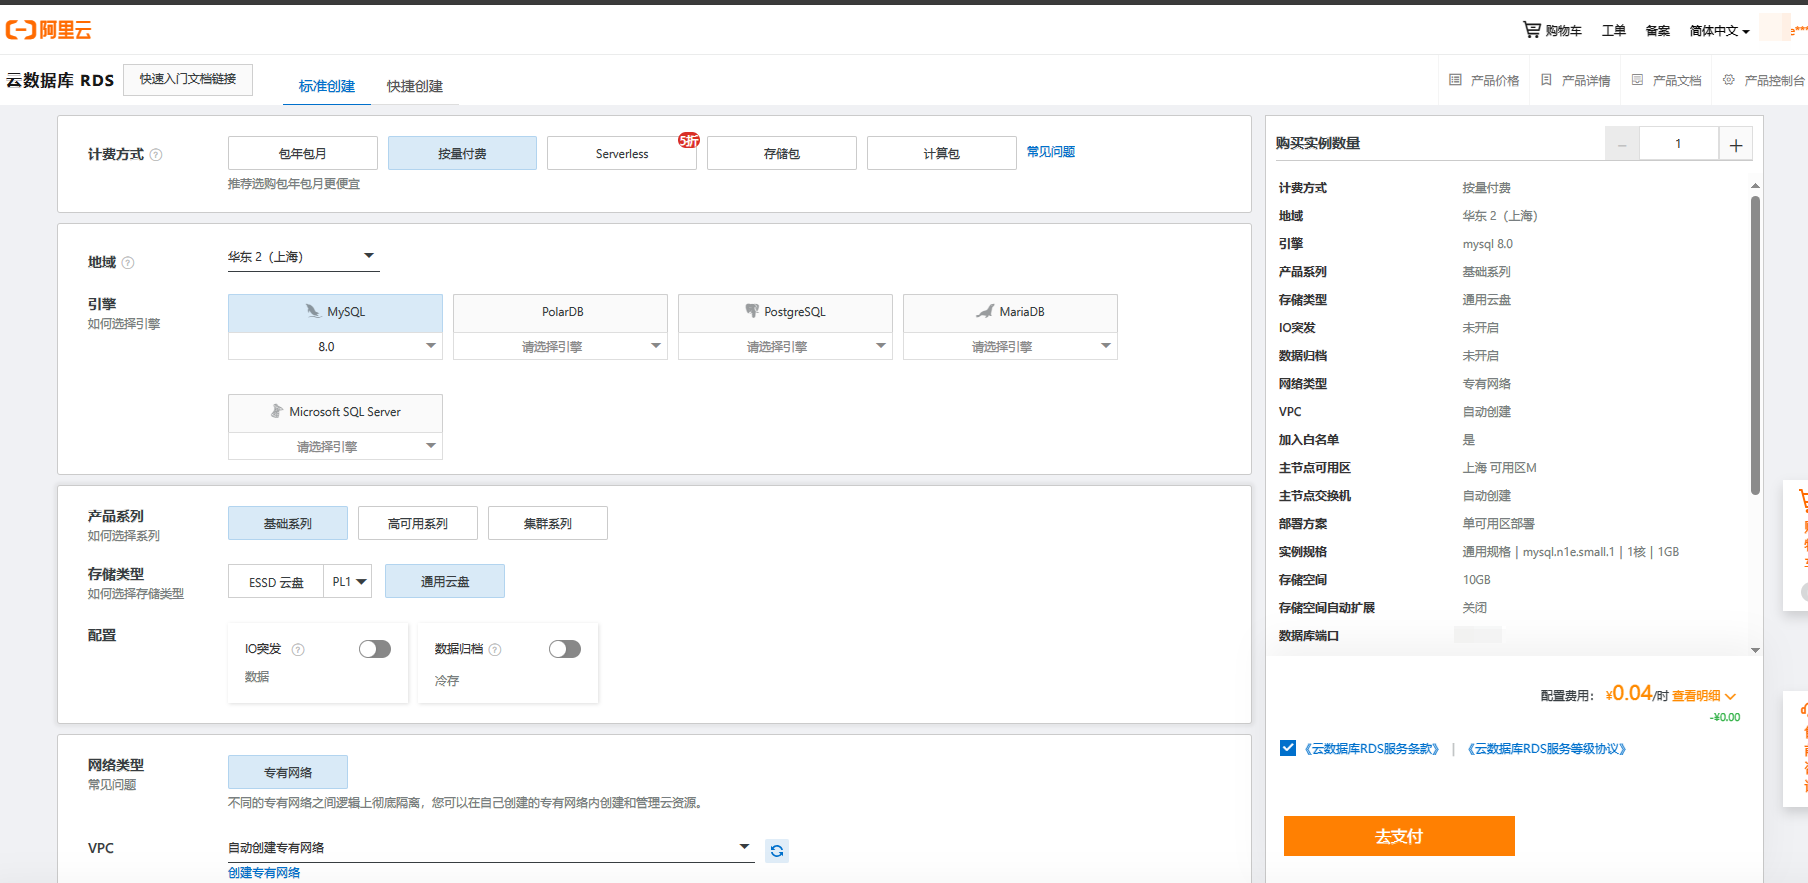 阿里云
购物车 工单 备案 简体中文
云数据库 RDS 快速入门文档链接 标准创建 快捷创建 产品价格 产品详情 产品文档 产品控制台
计费方式 包年包月 按量付费 Serverless 5折 存储包 计算包 常见问题
推荐选购包年包月更便宜
地域 华东 2（上海）
引擎 MySQL PolarDB PostgreSQL MariaDB
如何选择引擎 8.0 请选择引擎 请选择引擎 请选择引擎
Microsoft SQL Server
请选择引擎
产品系列 基础系列 高可用系列 集群系列
如何选择系列
存储类型 ESSD 云盘 PL1 通用云盘
如何选择存储类型
配置 IO突发 数据归档
数据 冷存
网络类型 专有网络
常见问题
不同的专有网络之间逻辑上彻底隔离，您可以在自己创建的专有网络内创建和管理云资源。
VPC 自动创建专有网络
创建专有网络
购买实例数量 − 1 +
计费方式 按量付费
地域 华东 2（上海）
引擎 mysql 8.0
产品系列 基础系列
存储类型 通用云盘
IO突发 未开启
数据归档 未开启
网络类型 专有网络
VPC 自动创建
加入白名单 是
主节点可用区 上海 可用区M
主节点交换机 自动创建
部署方案 单可用区部署
实例规格 通用规格 | mysql.n1e.small.1 | 1核 | 1GB
存储空间 10GB
存储空间自动扩展 关闭
数据库端口
配置费用： ¥0.04/时 查看明细
-¥0.00
《云数据库RDS服务条款》 | 《云数据库RDS服务等级协议》
去支付